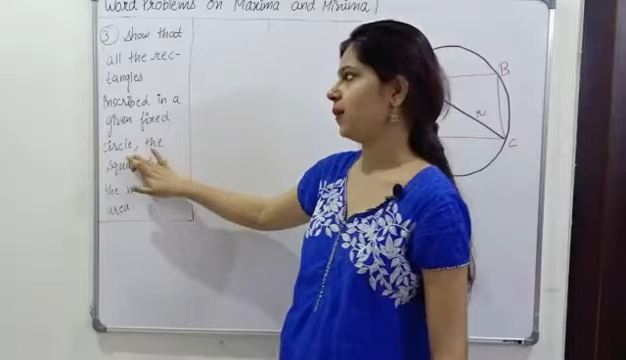 Word Problems on Maxima and Minima
③ Show that
all the rec-
tangles
inscribed in a
given fixed
circle, the
the
area
B
r
C